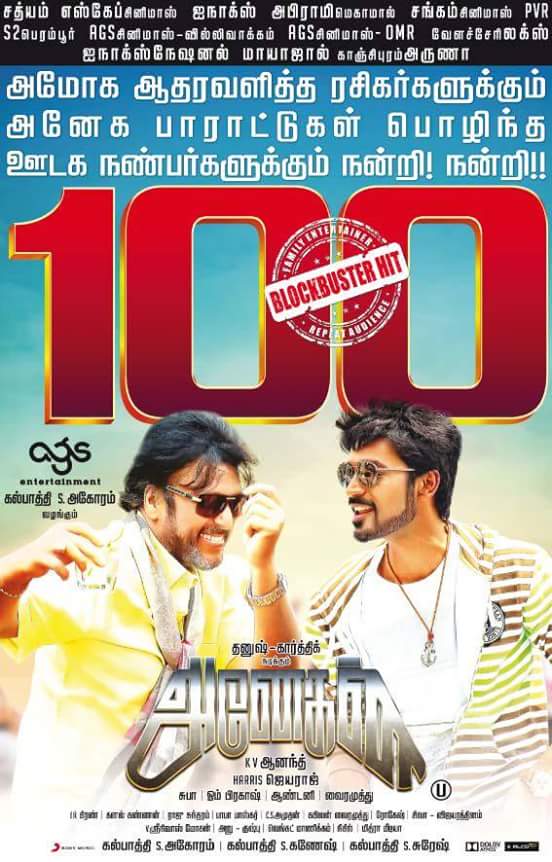 சத்யம் எஸ்கேப்சினிமாஸ் ஐநாக்ஸ் அபிராமிமெகாமால் சங்கம்சினிமாஸ் PVR
S2பெரம்பூர் AGSசினிமாஸ்-வில்லிவாக்கம் AGSசினிமாஸ்-OMR வேளச்சேரிலக்ஸ்
ஐநாக்ஸ்நேஷனல் மாயாஜால் காஞ்சிபுரம்அருணா
அமோக ஆதரவளித்த ரசிகர்களுக்கும்
அனேக பாராட்டுகள் பொழிந்த
ஊடக நண்பர்களுக்கும் நன்றி! நன்றி!!
100
FAMILY ENTERTAINER
BLOCKBUSTER HIT
REPEAT AUDIENCE
ags
entertainment
கல்பாத்தி S. அகோரம்
வழங்கும்
தனுஷ் - கார்த்திக்
நடிக்கும்
அனேகன்
K V ஆனந்த்
HARRIS ஜெயராஜ்
சுபா | ஓம் பிரகாஷ் | ஆண்டனி | வைரமுத்து
U
கல்பாத்தி S. அகோரம் | கல்பாத்தி S. கணேஷ் | கல்பாத்தி S. சுரேஷ்
SONY MUSIC
DOLBY